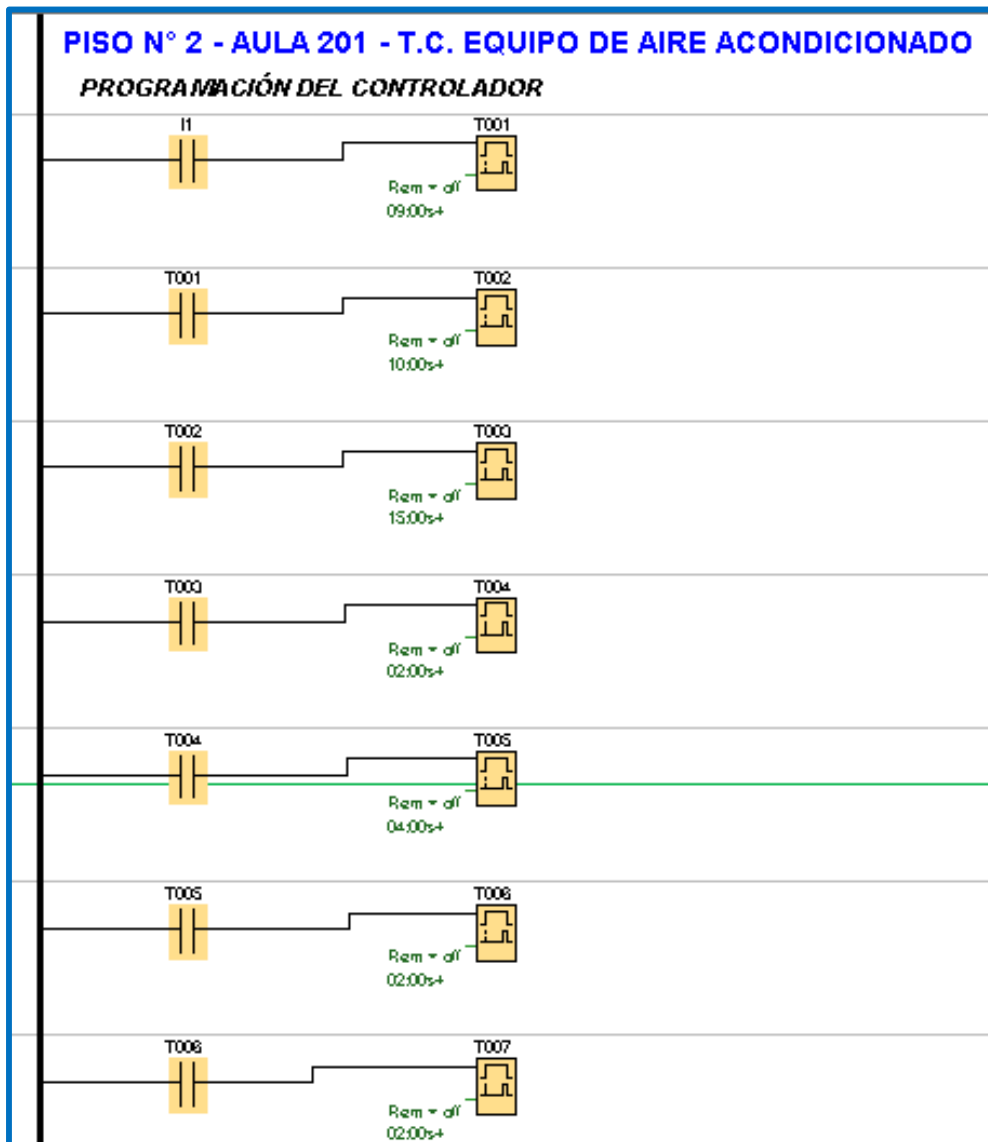 PISO N° 2 - AULA 201 - T.C. EQUIPO DE AIRE ACONDICIONADO
PROGRAMACIÓN DEL CONTROLADOR
I1 T001
Rem = off
09:00s+
T001 T002
Rem = off
10:00s+
T002 T003
Rem = off
15:00s+
T003 T004
Rem = off
02:00s+
T004 T005
Rem = off
04:00s+
T005 T006
Rem = off
02:00s+
T006 T007
Rem = off
02:00s+